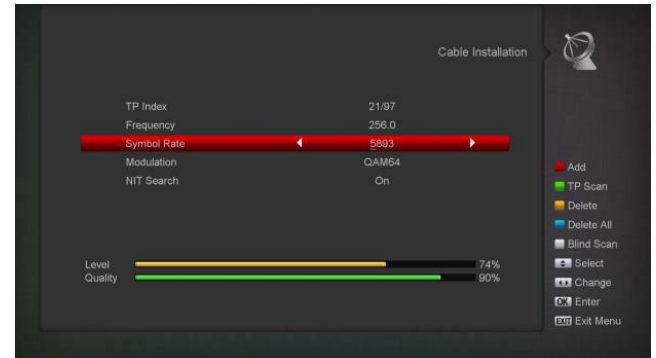 Cable Installation
TP Index 21/97
Frequency 256.0
Symbol Rate 5893
Modulation QAM64
NIT Search On
Level 74%
Quality 90%
Add
TP Scan
Delete
Delete All
Blind Scan
Select
Change
OK Enter
EXIT Exit Menu